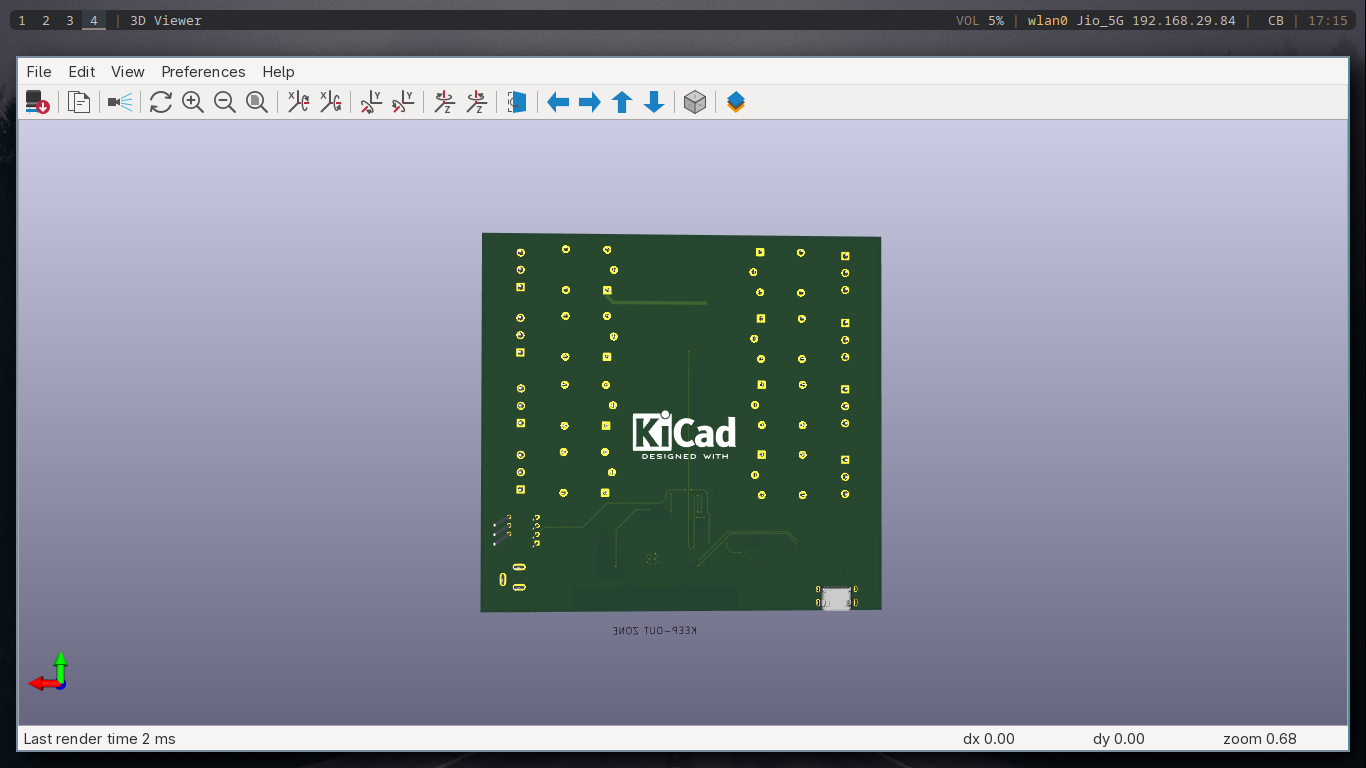 1 2 3 4 | 3D Viewer
VOL 5% | wlan0 Jio_5G 192.168.29.84 | CB | 17:15
File Edit View Preferences Help
X X Y Y Z Z
KiCad
DESIGNED WITH
KEEP-OUT ZONE
Last render time 2 ms
dx 0.00
dy 0.00
zoom 0.68